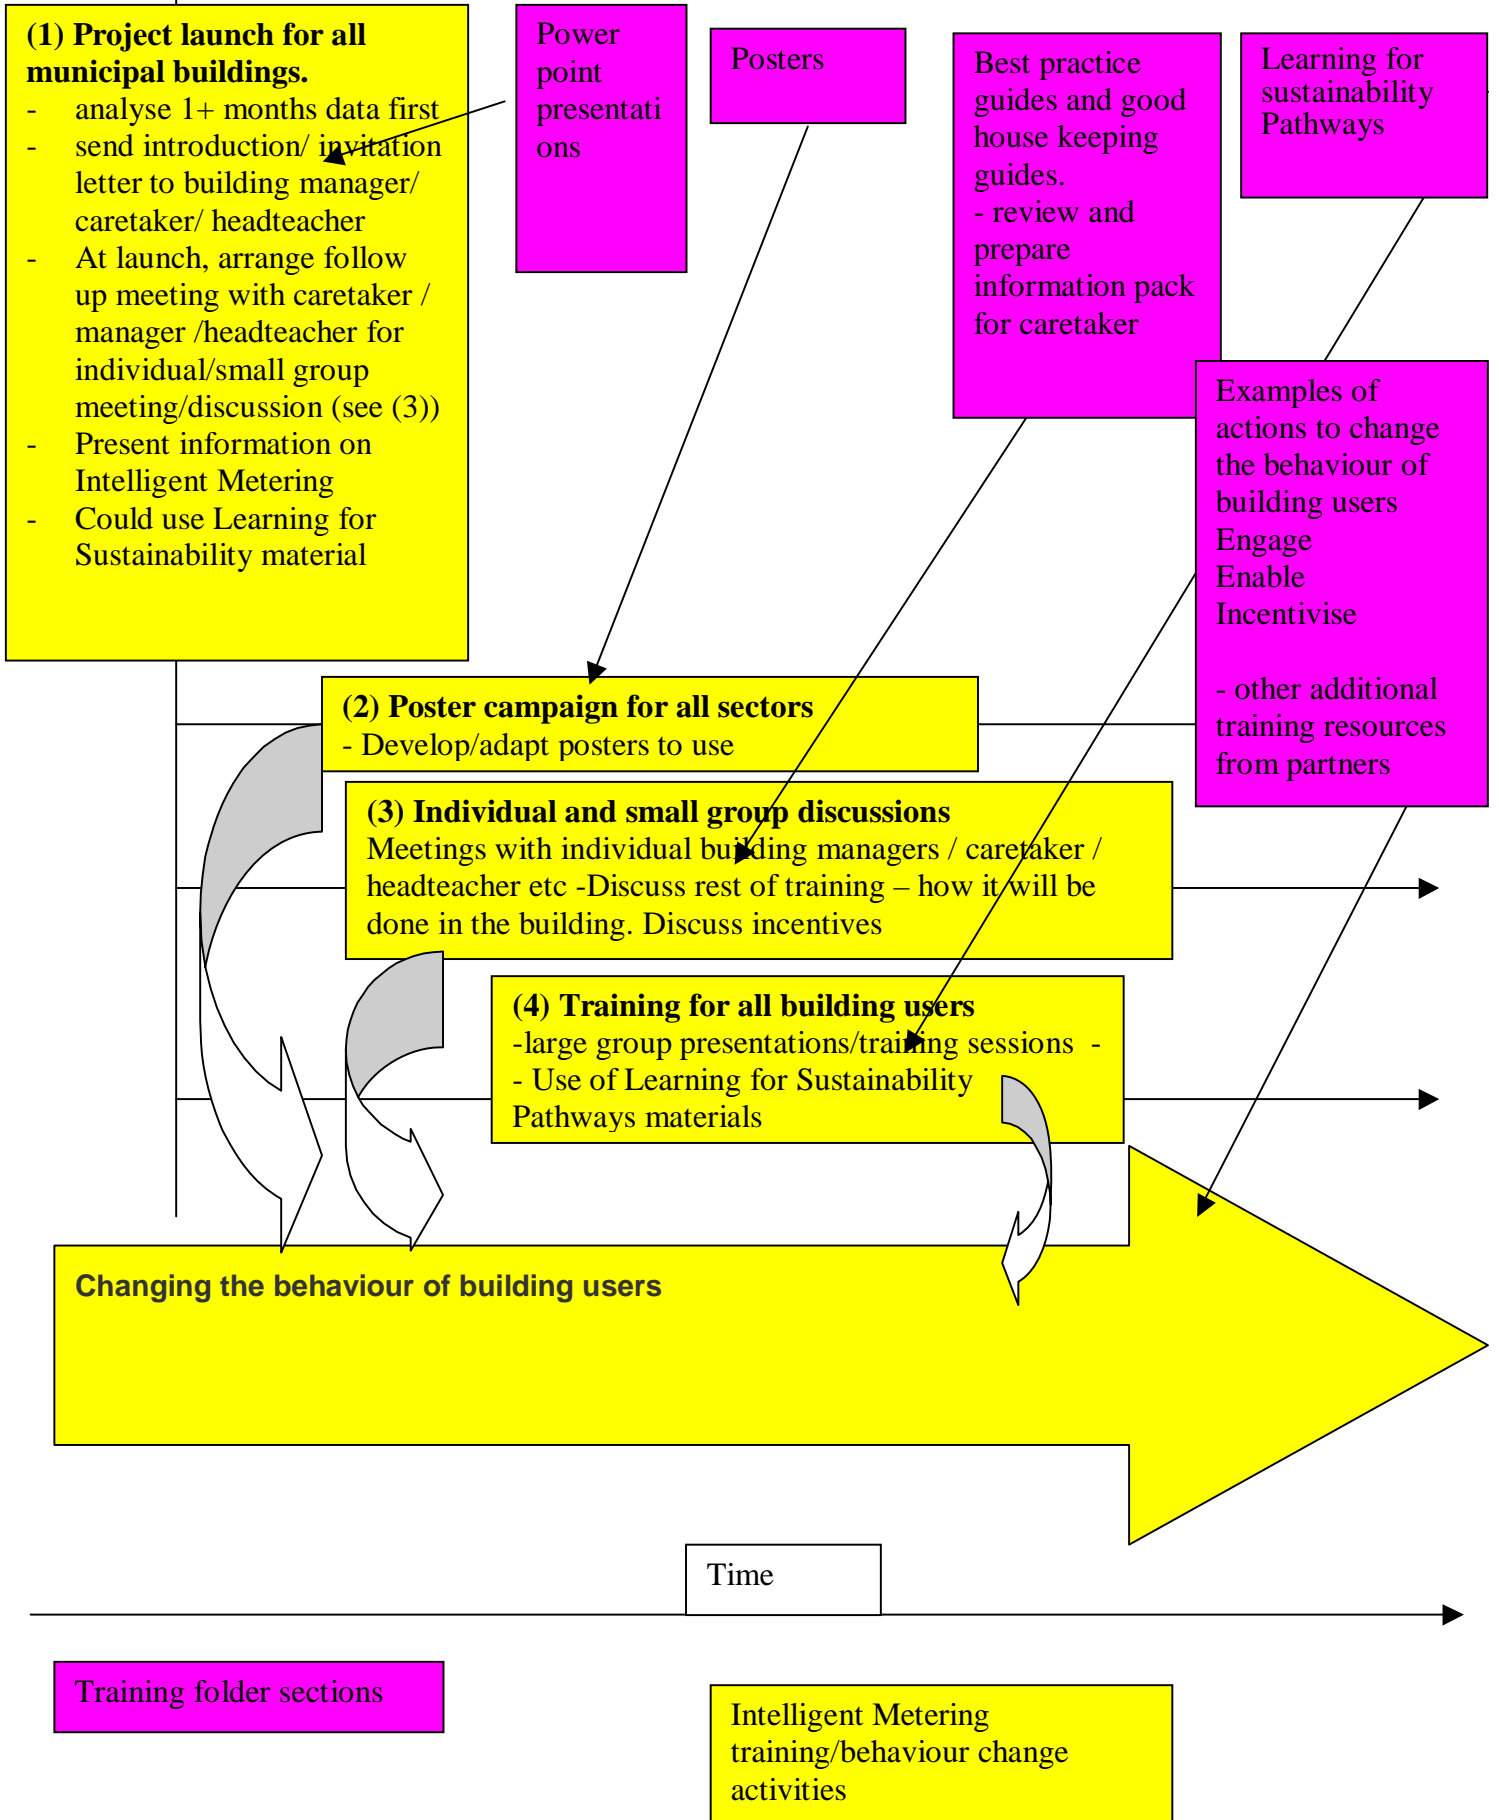 (1) Project launch for all
municipal buildings.
- analyse 1+ months data first
- send introduction/ invitation
letter to building manager/
caretaker/ headteacher
- At launch, arrange follow
up meeting with caretaker /
manager /headteacher for
individual/small group
meeting/discussion (see (3))
- Present information on
Intelligent Metering
- Could use Learning for
Sustainability material
Power
point
presentati
ons
Posters
Best practice
guides and good
house keeping
guides.
- review and
prepare
information pack
for caretaker
Learning for
sustainability
Pathways
Examples of
actions to change
the behaviour of
building users
Engage
Enable
Incentivise
- other additional
training resources
from partners
(2) Poster campaign for all sectors
- Develop/adapt posters to use
(3) Individual and small group discussions
Meetings with individual building managers / caretaker /
headteacher etc -Discuss rest of training – how it will be
done in the building. Discuss incentives
(4) Training for all building users
-large group presentations/training sessions -
- Use of Learning for Sustainability
Pathways materials
Changing the behaviour of building users
Time
Training folder sections
Intelligent Metering
training/behaviour change
activities